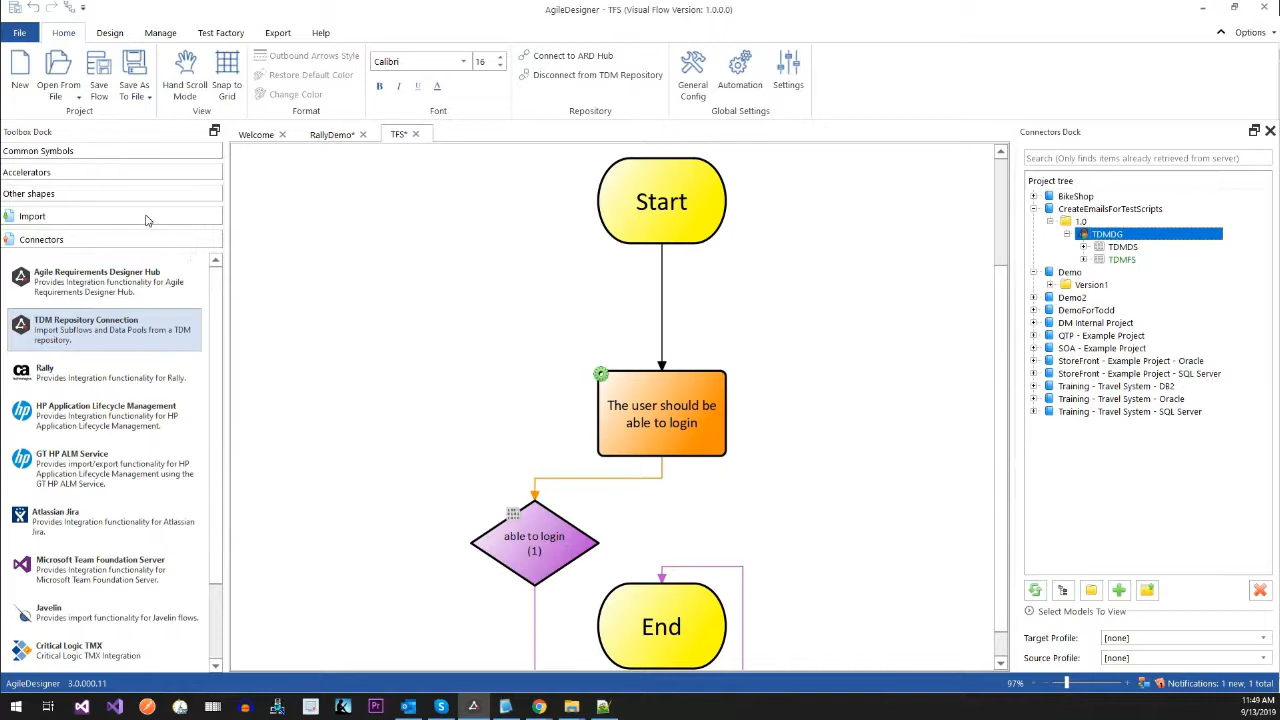 AgileDesigner - TFS (Visual Flow Version: 1.0.0.0)
File
Home
Design
Manage
Test Factory
Export
Help
Options
New
Open From File
Save Flow
Save As To File
Project
Hand Scroll Mode
Snap to Grid
View
Outbound Arrows Style
Restore Default Color
Change Color
Format
Calibri
16
B
I
U
A
Font
Connect to ARD Hub
Disconnect from TDM Repository
Repository
General Config
Automation
Settings
Global Settings
Toolbox Dock
Common Symbols
Accelerators
Other shapes
Import
Connectors
Agile Requirements Designer Hub
Provides Integration functionality for Agile
Requirements Designer Hub.
TDM Repository Connection
Import Subflows and Data Pools from a TDM
repository.
ca
Rally
Provides Integration functionality for Rally.
hp
HP Application Lifecycle Management
Provides Integration functionality for HP
Application Lifecycle Management.
hp
GT HP ALM Service
Provides import/export functionality for HP
Application Lifecycle Management using the
GT HP ALM Service.
Atlassian Jira
Provides Integration functionality for Atlassian
Jira.
Microsoft Team Foundation Server
Provides Integration functionality for
Microsoft Team Foundation Server.
Javelin
Provides import functionality for Javelin flows.
Critical Logic TMX
Critical Logic TMX Integration
Welcome
RallyDemo*
TFS*
Start
The user should be
able to login
able to login
(1)
End
Connectors Dock
Search (Only finds items already retrieved from server)
Project tree
BikeShop
CreateEmailsForTestScripts
1.0
TDMDG
TDMDS
TDMFS
Demo
Version1
Demo2
DemoForTodd
DM Internal Project
QTP - Example Project
SOA - Example Project
StoreFront - Example Project - Oracle
StoreFront - Example Project - SQL Server
Training - Travel System - DB2
Training - Travel System - Oracle
Training - Travel System - SQL Server
Select Models To View
Target Profile:
[none]
Source Profile:
[none]
AgileDesigner
3.0.000.11
97%
Notifications: 1 new, 1 total
Pr
11:49 AM
9/13/2019